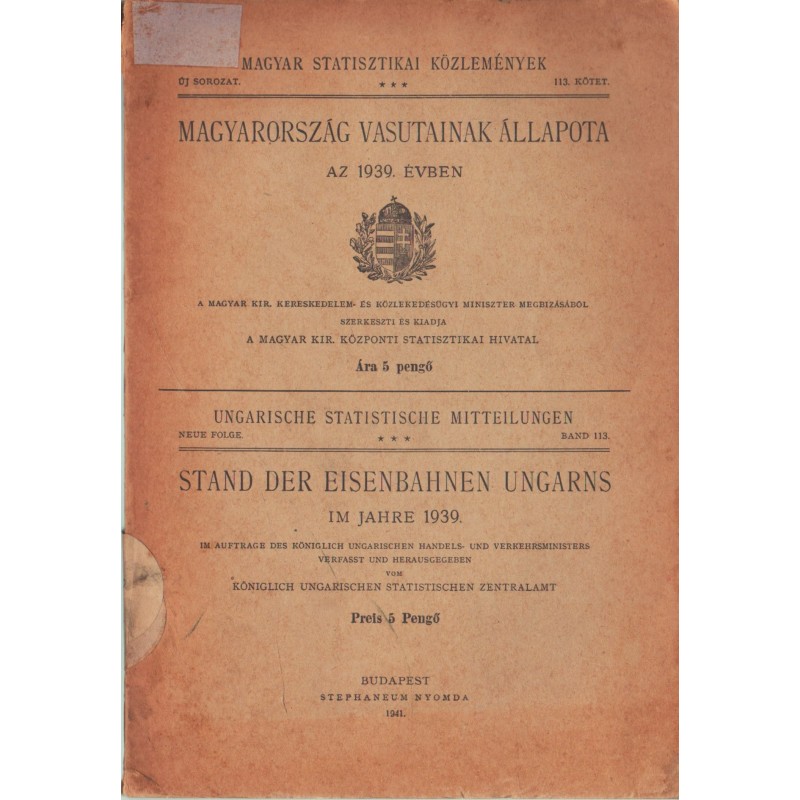 MAGYAR STATISZTIKAI KÖZLEMÉNYEK
ÚJ SOROZAT. *** 113. KÖTET.
MAGYARORSZÁG VASUTAINAK ÁLLAPOTA
AZ 1939. ÉVBEN
A MAGYAR KIR. KERESKEDELEM- ÉS KÖZLEKEDÉSÜGYI MINISZTER MEGBIZÁSÁBÓL
SZERKESZTI ÉS KIADJA
A MAGYAR KIR. KÖZPONTI STATISZTIKAI HIVATAL
Ára 5 pengő
UNGARISCHE STATISTISCHE MITTEILUNGEN
NEUE FOLGE. *** BAND 113.
STAND DER EISENBAHNEN UNGARNS
IM JAHRE 1939.
IM AUFTRAGE DES KÖNIGLICH UNGARISCHEN HANDELS- UND VERKEHRSMINISTERS
VERFASST UND HERAUSGEGEBEN
VOM
KÖNIGLICH UNGARISCHEN STATISTISCHEN ZENTRALAMT
Preis 5 Pengő
BUDAPEST
STEPHANEUM NYOMDA
1941.